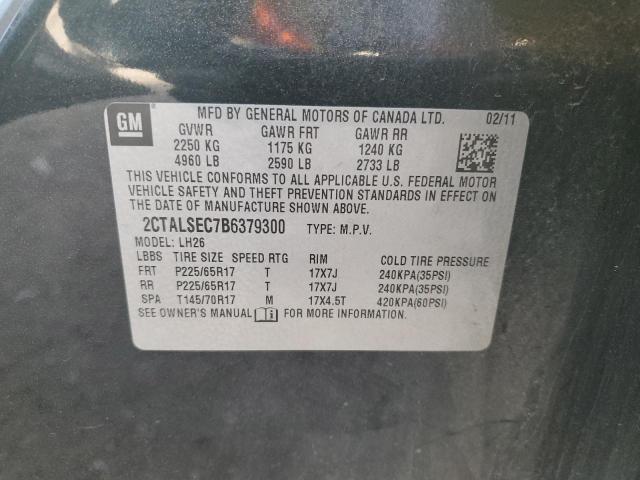 GM
MFD BY GENERAL MOTORS OF CANADA LTD. 02/11
GVWR GAWR FRT GAWR RR
2250 KG 1175 KG 1240 KG
4960 LB 2590 LB 2733 LB
THIS VEHICLE CONFORMS TO ALL APPLICABLE U.S. FEDERAL MOTOR
VEHICLE SAFETY AND THEFT PREVENTION STANDARDS IN EFFECT ON
THE DATE OF MANUFACTURE SHOWN ABOVE.
2CTALSEC7B6379300 TYPE: M.P.V.
MODEL: LH26
LBBS TIRE SIZE SPEED RTG RIM COLD TIRE PRESSURE
FRT P225/65R17 T 17X7J 240KPA(35PSI)
RR P225/65R17 T 17X7J 240KPA(35PSI)
SPA T145/70R17 M 17X4.5T 420KPA(60PSI)
SEE OWNER'S MANUAL FOR MORE INFORMATION.